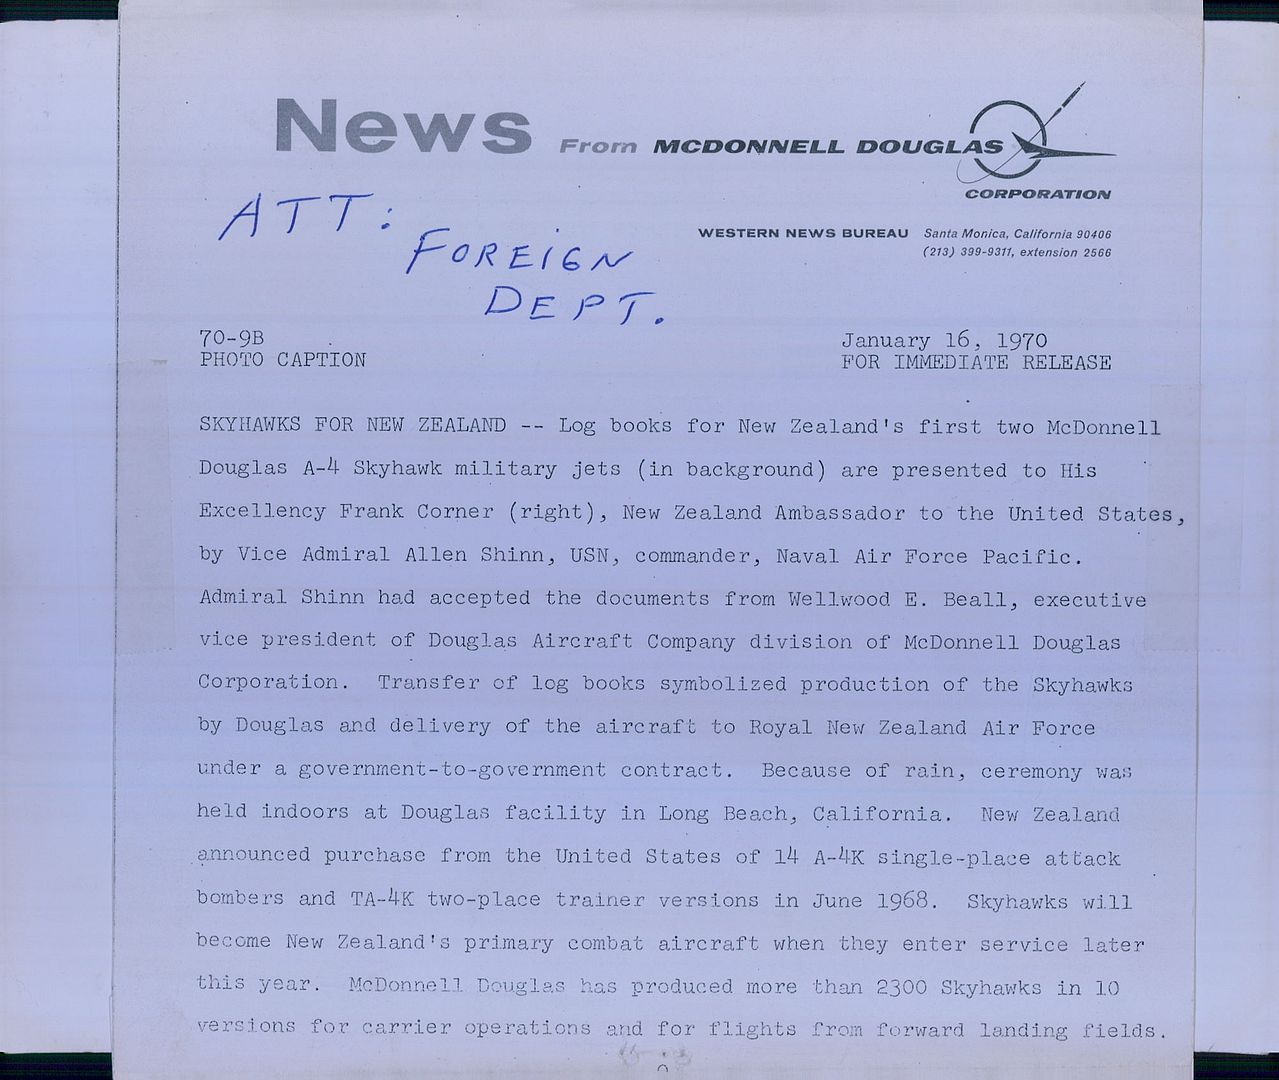 News From MCDONNELL DOUGLAS
CORPORATION
ATT:
FOREIGN
DEPT.
WESTERN NEWS BUREAU Santa Monica, California 90406
(213) 399-9311, extension 2566
70-9B
PHOTO CAPTION
January 16, 1970
FOR IMMEDIATE RELEASE
SKYHAWKS FOR NEW ZEALAND -- Log books for New Zealand's first two McDonnell
Douglas A-4 Skyhawk military jets (in background) are presented to His
Excellency Frank Corner (right), New Zealand Ambassador to the United States,
by Vice Admiral Allen Shinn, USN, commander, Naval Air Force Pacific.
Admiral Shinn had accepted the documents from Wellwood E. Beall, executive
vice president of Douglas Aircraft Company division of McDonnell Douglas
Corporation. Transfer of log books symbolized production of the Skyhawks
by Douglas and delivery of the aircraft to Royal New Zealand Air Force
under a government-to-government contract. Because of rain, ceremony was
held indoors at Douglas facility in Long Beach, California. New Zealand
announced purchase from the United States of 14 A-4K single-place attack
bombers and TA-4K two-place trainer versions in June 1968. Skyhawks will
become New Zealand's primary combat aircraft when they enter service later
this year. McDonnell Douglas has produced more than 2300 Skyhawks in 10
versions for carrier operations and for flights from forward landing fields.